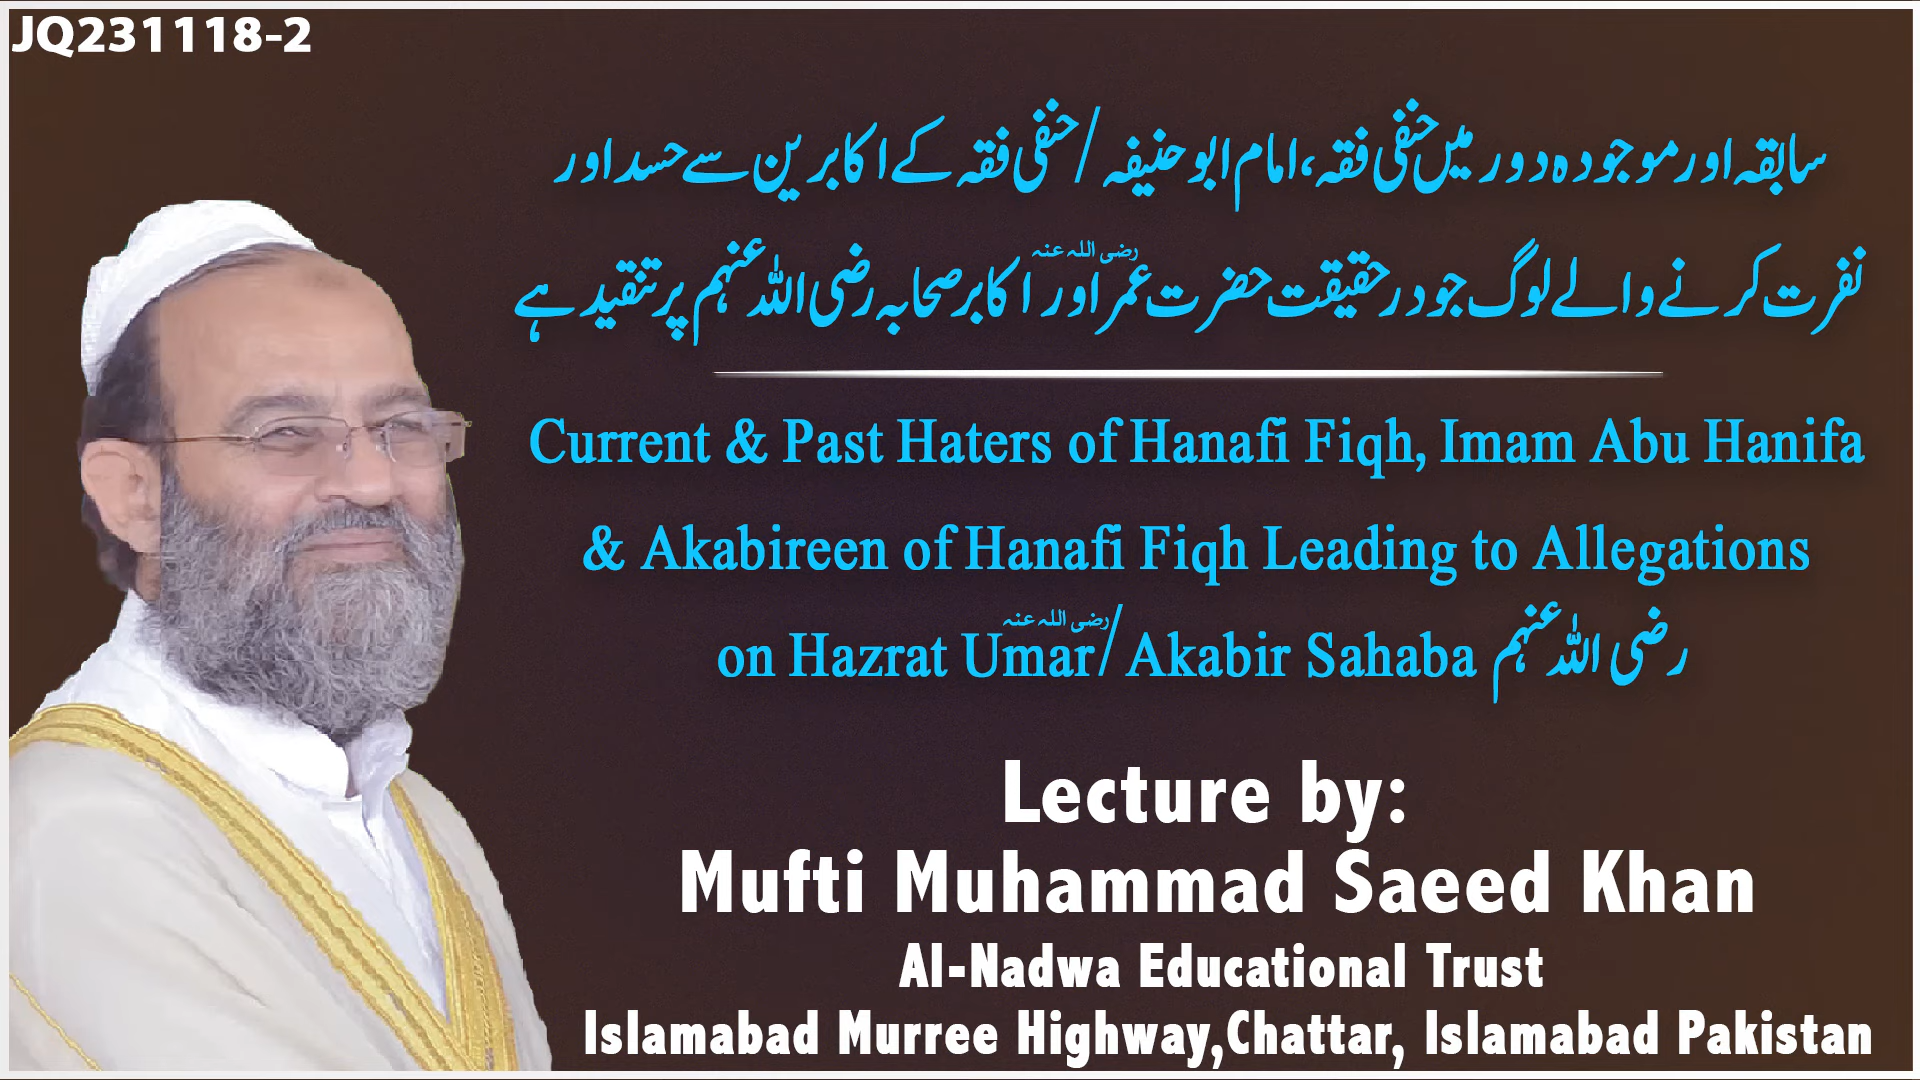 JQ231118-2
سابقہ اور موجودہ دور میں حنفی فقہ، امام ابو حنیفہ / حنفی فقہ کے اکابرین سے حسد اور
نفرت کرنے والے لوگ جو در حقیقت حضرت عمر رضی اللہ عنہ اور اکابر صحابہ رضی اللہ عنہم پر تنقید ہے
Current & Past Haters of Hanafi Fiqh, Imam Abu Hanifa
& Akabireen of Hanafi Fiqh Leading to Allegations
on Hazrat Umar رضی اللہ عنہ/Akabir Sahaba رضی اللہ عنہم
Lecture by:
Mufti Muhammad Saeed Khan
Al-Nadwa Educational Trust
Islamabad Murree Highway,Chattar, Islamabad Pakistan